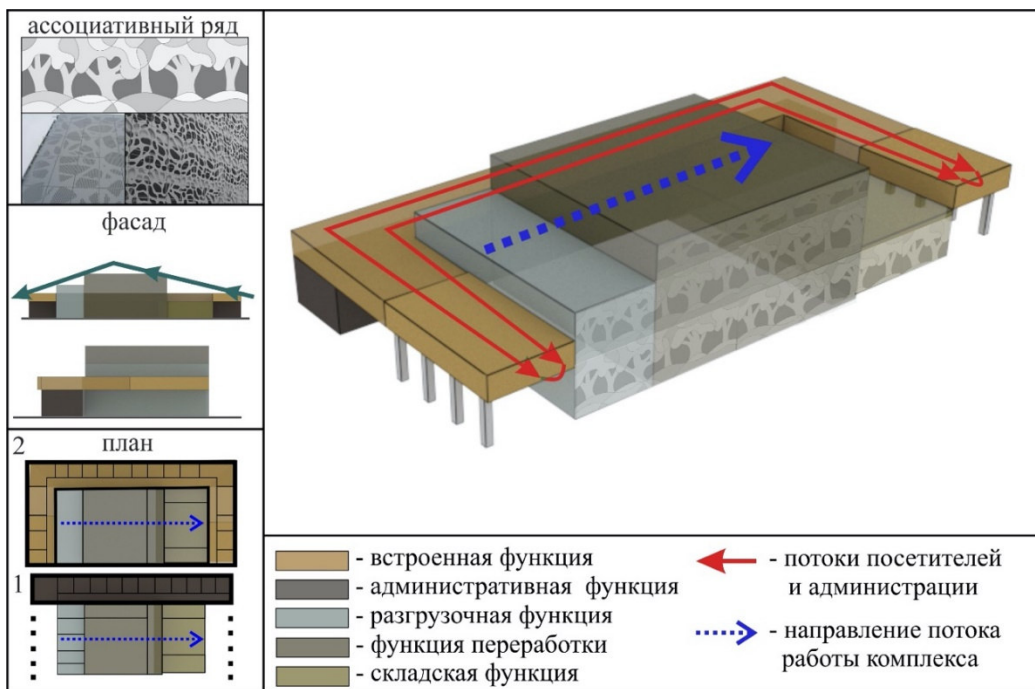 ассоциативный ряд
фасад
план
2
1
- встроенная функция
- административная функция
- разгрузочная функция
- функция переработки
- складская функция
- потоки посетителей
и администрации
- направление потока
работы комплекса